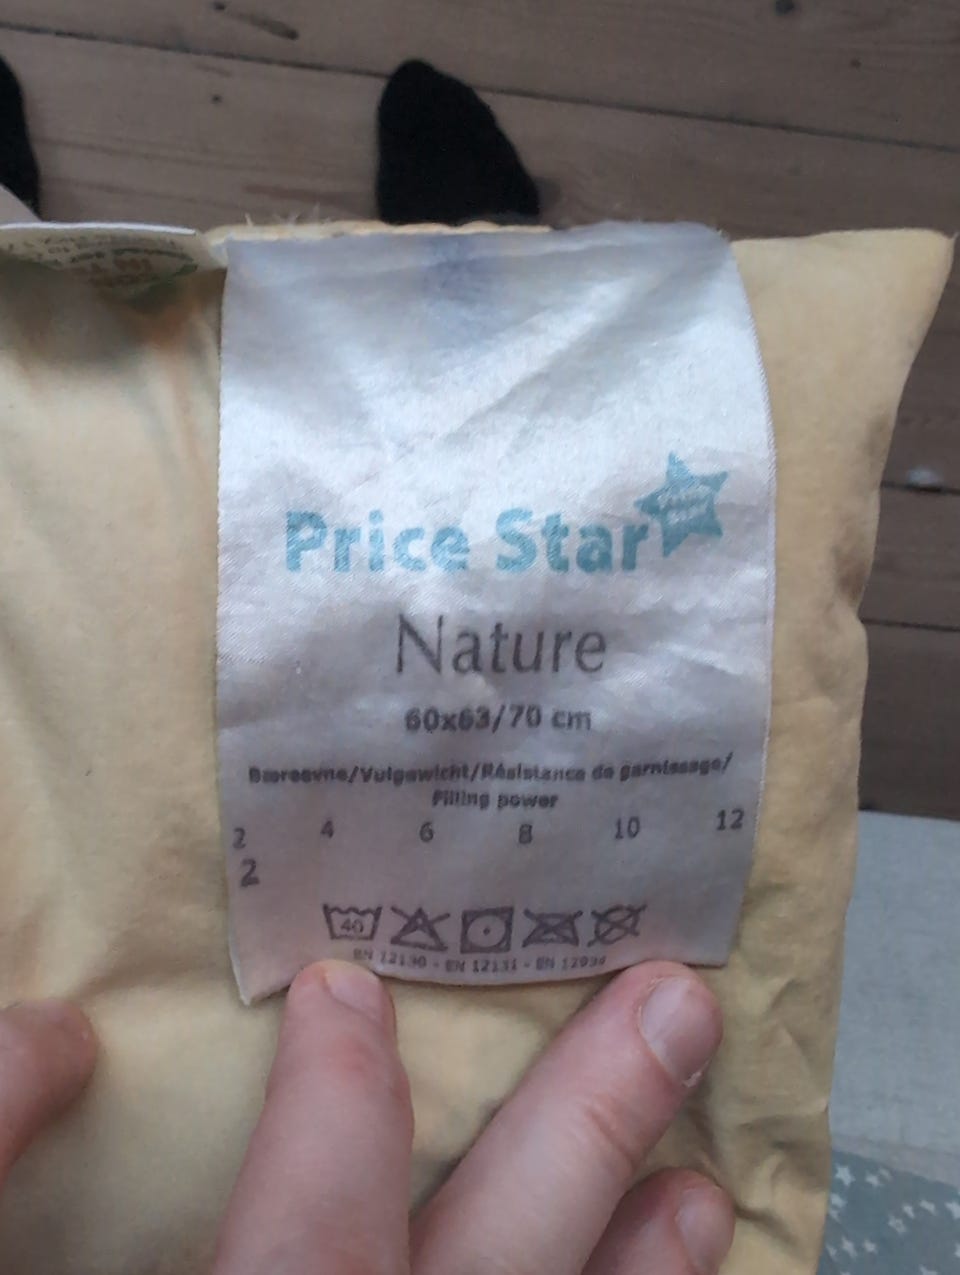 Price Star
Nature
60x63/70 cm
Bæreevne/Vulgewicht/Résistance de garnissage/
Filling power
2 4 6 8 10 12
2
40
EN 12130 - EN 12131 - EN 12934